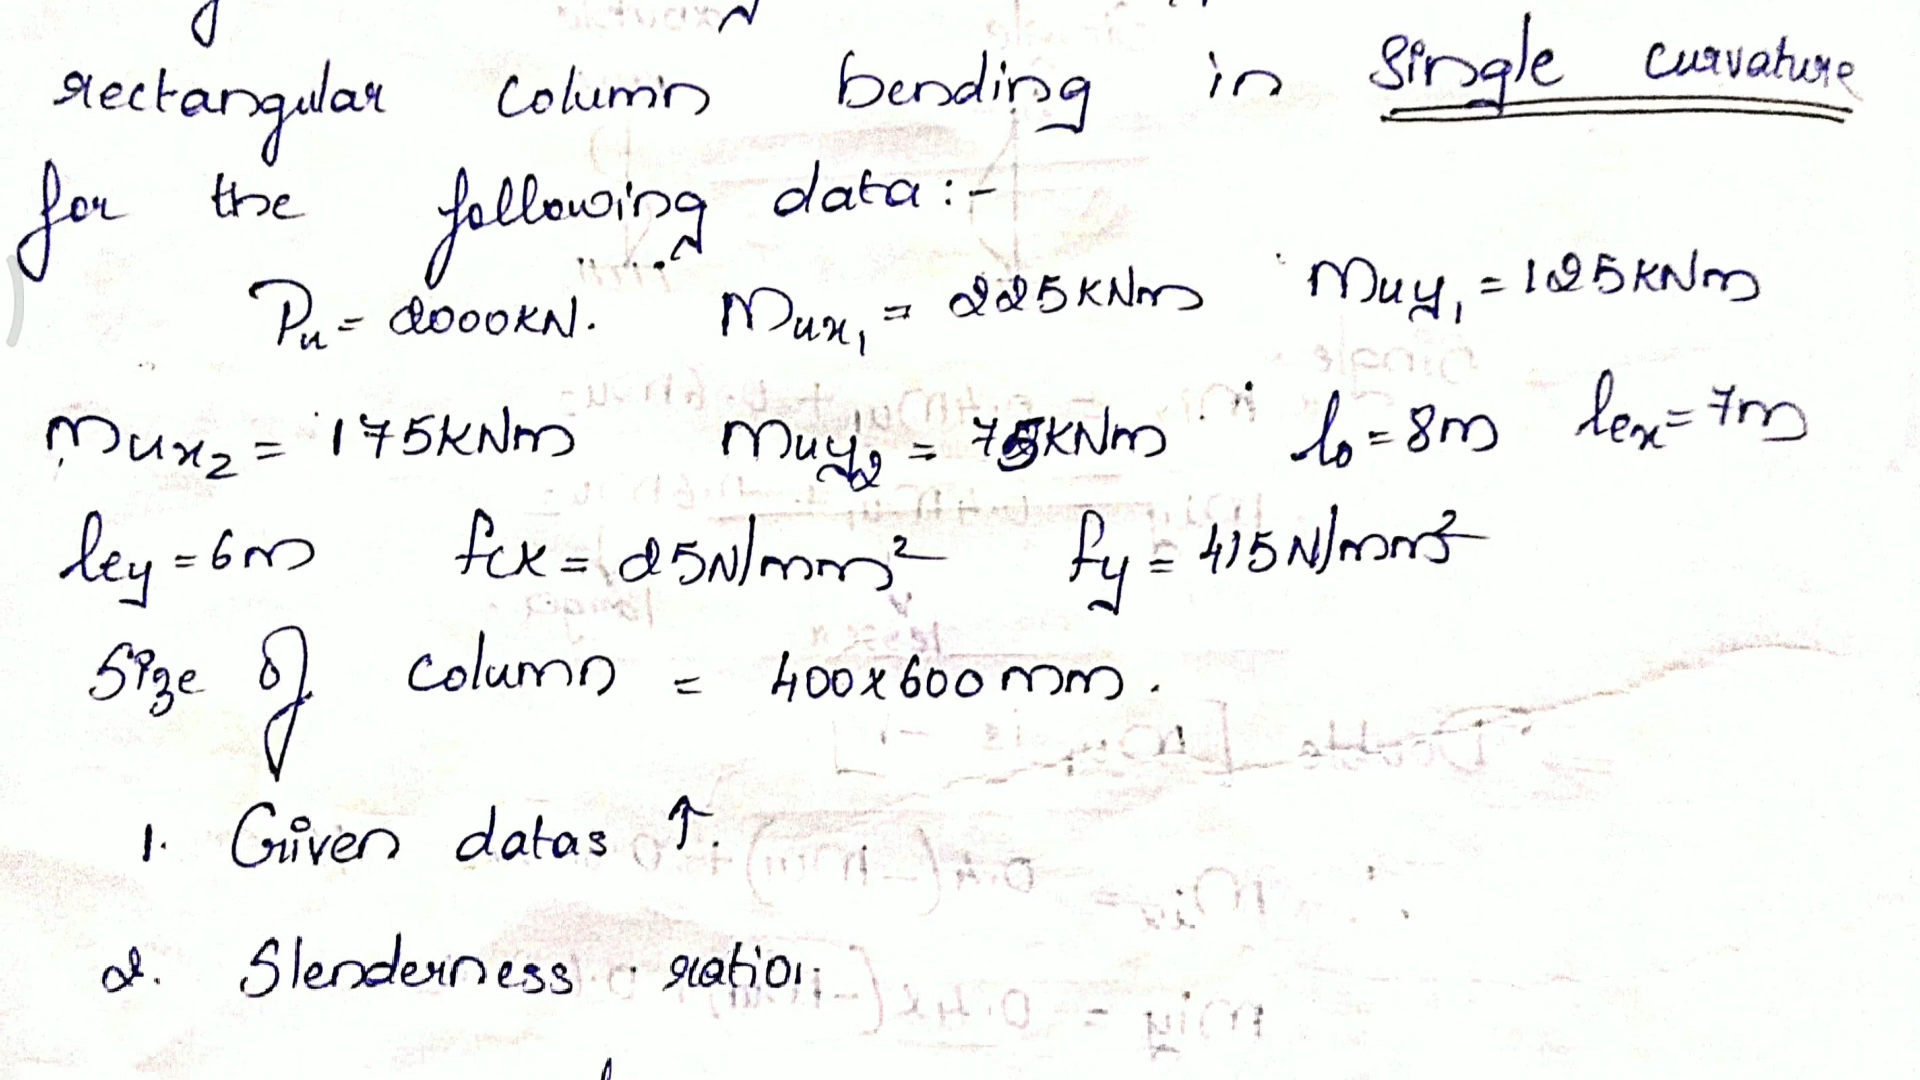 rectangular column bending in single curvature
for the following data:-
Pu = 2000KN. Mux₁ = 225KNm Muy₁ = 125KNm
Mux₂ = 175KNm Muy₂ = 75KNm lo = 8m lex = 7m
ley = 6m fck = 25N/mm² fy = 415N/mm²
Size of column = 400x600mm.
1. Given datas ↑.
2. Slenderness ratio: